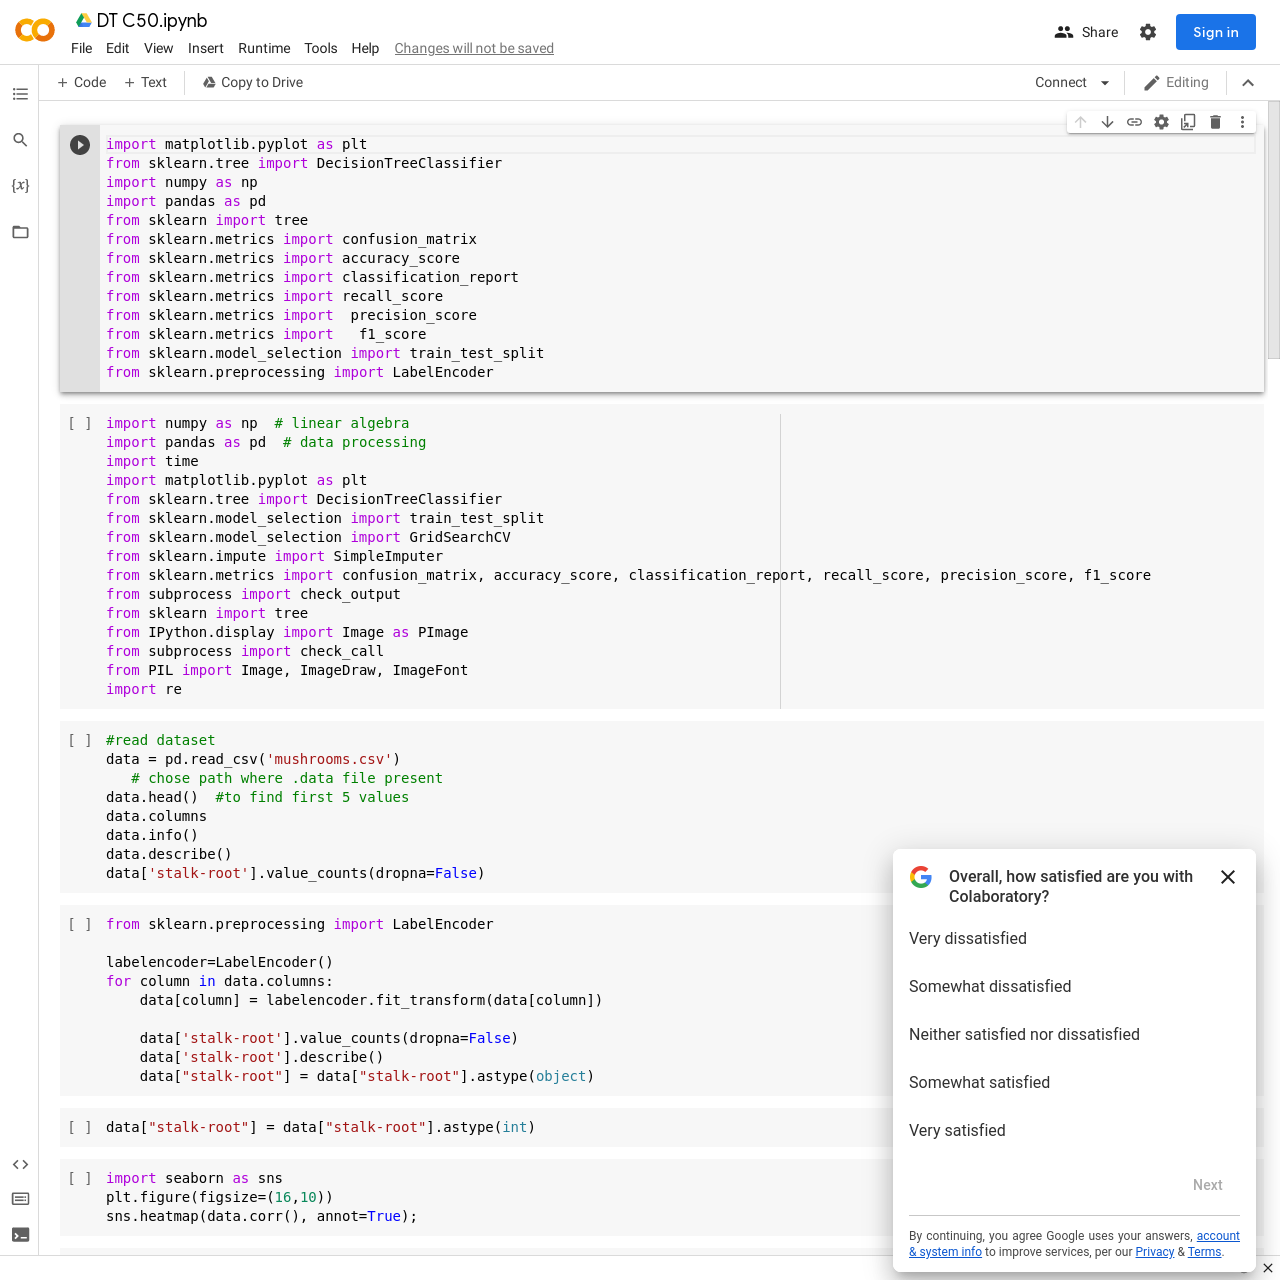 DT C50.ipynb
File Edit View Insert Runtime Tools Help Changes will not be saved
Share
Sign in
+ Code + Text Copy to Drive
Connect
Editing
import matplotlib.pyplot as plt
from sklearn.tree import DecisionTreeClassifier
import numpy as np
import pandas as pd
from sklearn import tree
from sklearn.metrics import confusion_matrix
from sklearn.metrics import accuracy_score
from sklearn.metrics import classification_report
from sklearn.metrics import recall_score
from sklearn.metrics import  precision_score
from sklearn.metrics import   f1_score
from sklearn.model_selection import train_test_split
from sklearn.preprocessing import LabelEncoder
[ ] import numpy as np  # linear algebra
import pandas as pd  # data processing
import time
import matplotlib.pyplot as plt
from sklearn.tree import DecisionTreeClassifier
from sklearn.model_selection import train_test_split
from sklearn.model_selection import GridSearchCV
from sklearn.impute import SimpleImputer
from sklearn.metrics import confusion_matrix, accuracy_score, classification_report, recall_score, precision_score, f1_score
from subprocess import check_output
from sklearn import tree
from IPython.display import Image as PImage
from subprocess import check_call
from PIL import Image, ImageDraw, ImageFont
import re
[ ] #read dataset
data = pd.read_csv('mushrooms.csv')
   # chose path where .data file present
data.head()  #to find first 5 values
data.columns
data.info()
data.describe()
data['stalk-root'].value_counts(dropna=False)
[ ] from sklearn.preprocessing import LabelEncoder
labelencoder=LabelEncoder()
for column in data.columns:
    data[column] = labelencoder.fit_transform(data[column])
    data['stalk-root'].value_counts(dropna=False)
    data['stalk-root'].describe()
    data["stalk-root"] = data["stalk-root"].astype(object)
[ ] data["stalk-root"] = data["stalk-root"].astype(int)
[ ] import seaborn as sns
plt.figure(figsize=(16,10))
sns.heatmap(data.corr(), annot=True);
{x}
Overall, how satisfied are you with
Colaboratory?
Very dissatisfied
Somewhat dissatisfied
Neither satisfied nor dissatisfied
Somewhat satisfied
Very satisfied
Next
By continuing, you agree Google uses your answers, account
& system info to improve services, per our Privacy & Terms.